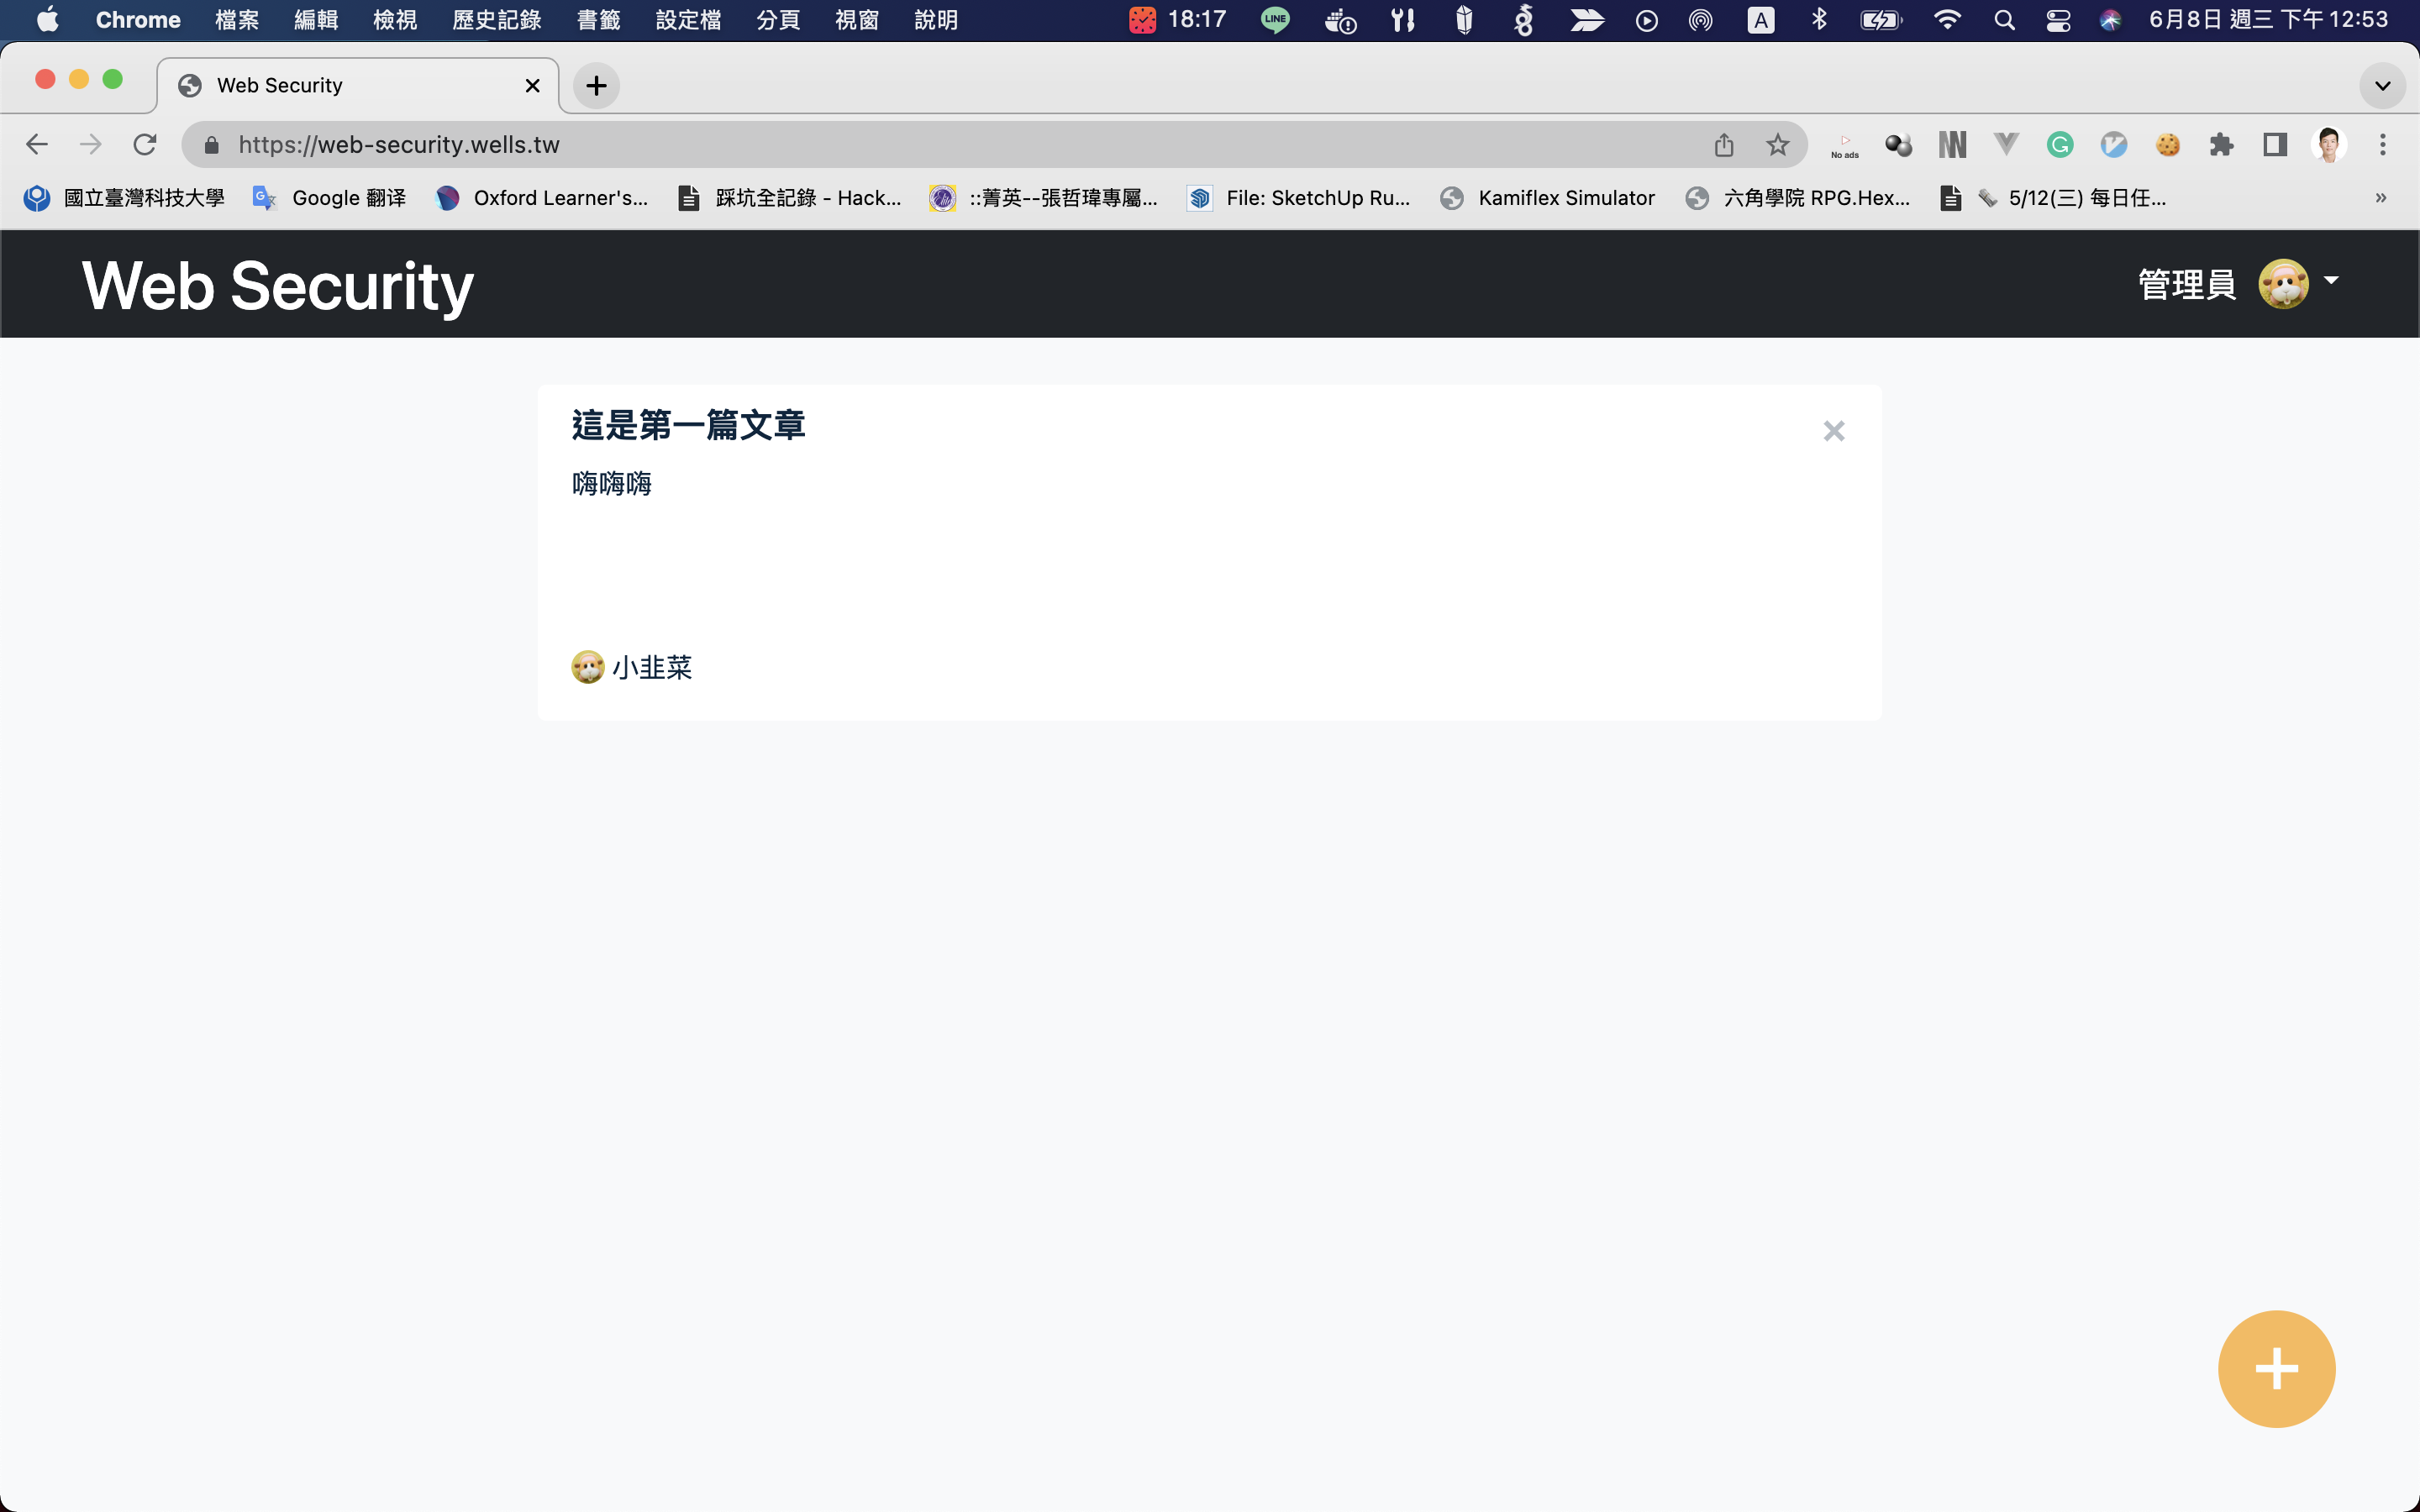 Chrome 檔案 編輯 檢視 歷史記錄 書籤 設定檔 分頁 視窗 說明 18:17 LINE A 6月8日 週三 下午 12:53
Web Security
https://web-security.wells.tw
No ads
國立臺灣科技大學 Google 翻译 Oxford Learner's... 踩坑全記錄 - Hack... ::菁英--張哲瑋專屬... File: SketchUp Ru... Kamiflex Simulator 六角學院 RPG.Hex... 5/12(三) 每日任... »
Web Security 管理員
這是第一篇文章
嗨嗨嗨
小韭菜